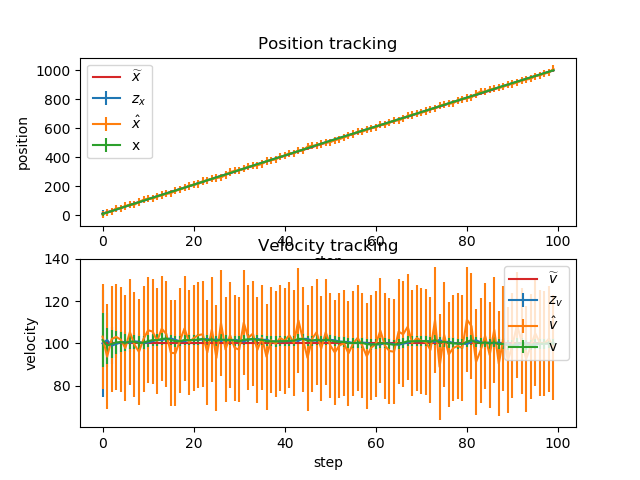 Position tracking
1000
800
600
400
200
0
position
x̃
z_x
x̂
x
0 20 40 60 80 100
step
Velocity tracking
140
120
100
80
velocity
ṽ
z_v
v̂
v
0 20 40 60 80 100
step